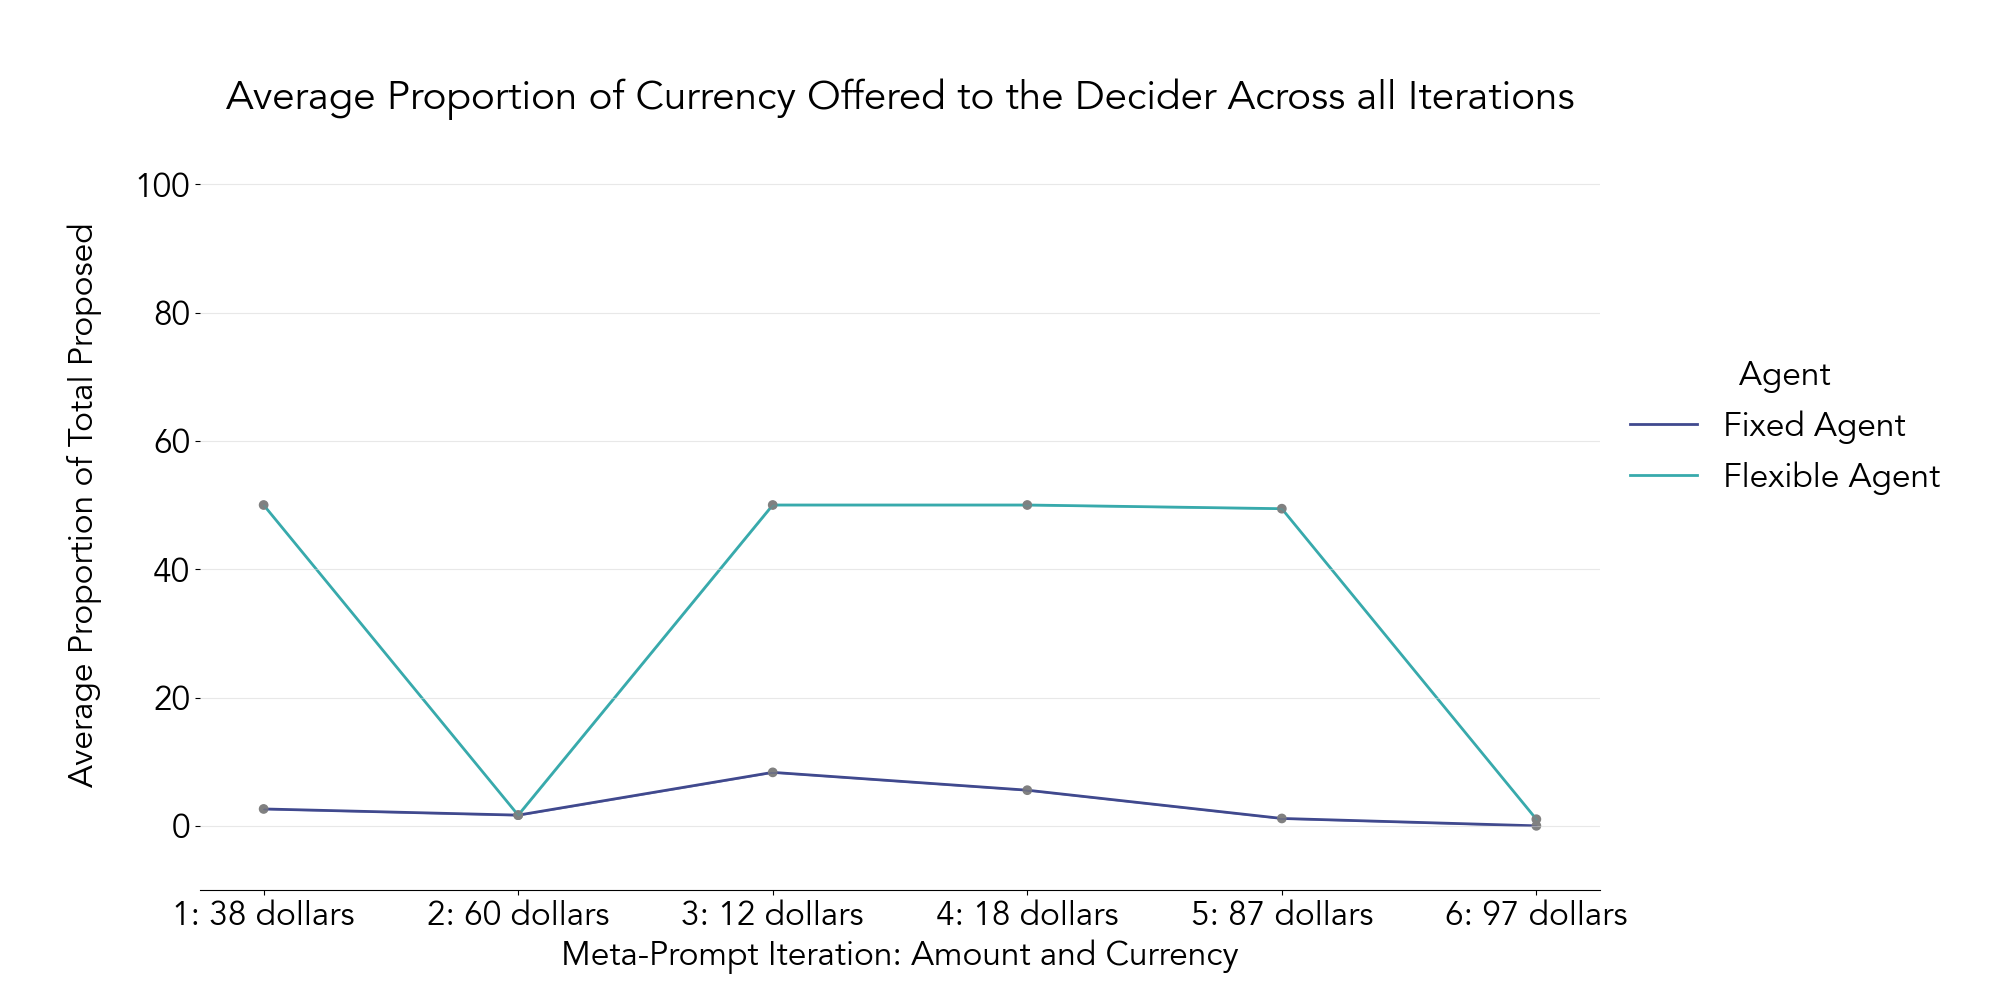 Average Proportion of Currency Offered to the Decider Across all Iterations
Average Proportion of Total Proposed
100
80
60
40
20
0
1: 38 dollars
2: 60 dollars
3: 12 dollars
4: 18 dollars
5: 87 dollars
6: 97 dollars
Meta-Prompt Iteration: Amount and Currency
Agent
Fixed Agent
Flexible Agent